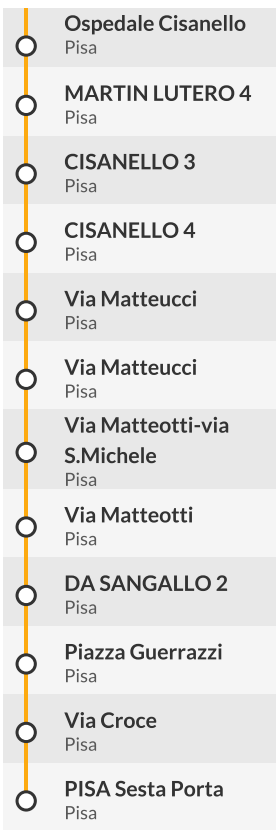 Ospedale Cisanello
Pisa
MARTIN LUTERO 4
Pisa
CISANELLO 3
Pisa
CISANELLO 4
Pisa
Via Matteucci
Pisa
Via Matteucci
Pisa
Via Matteotti-via
S.Michele
Pisa
Via Matteotti
Pisa
DA SANGALLO 2
Pisa
Piazza Guerrazzi
Pisa
Via Croce
Pisa
PISA Sesta Porta
Pisa